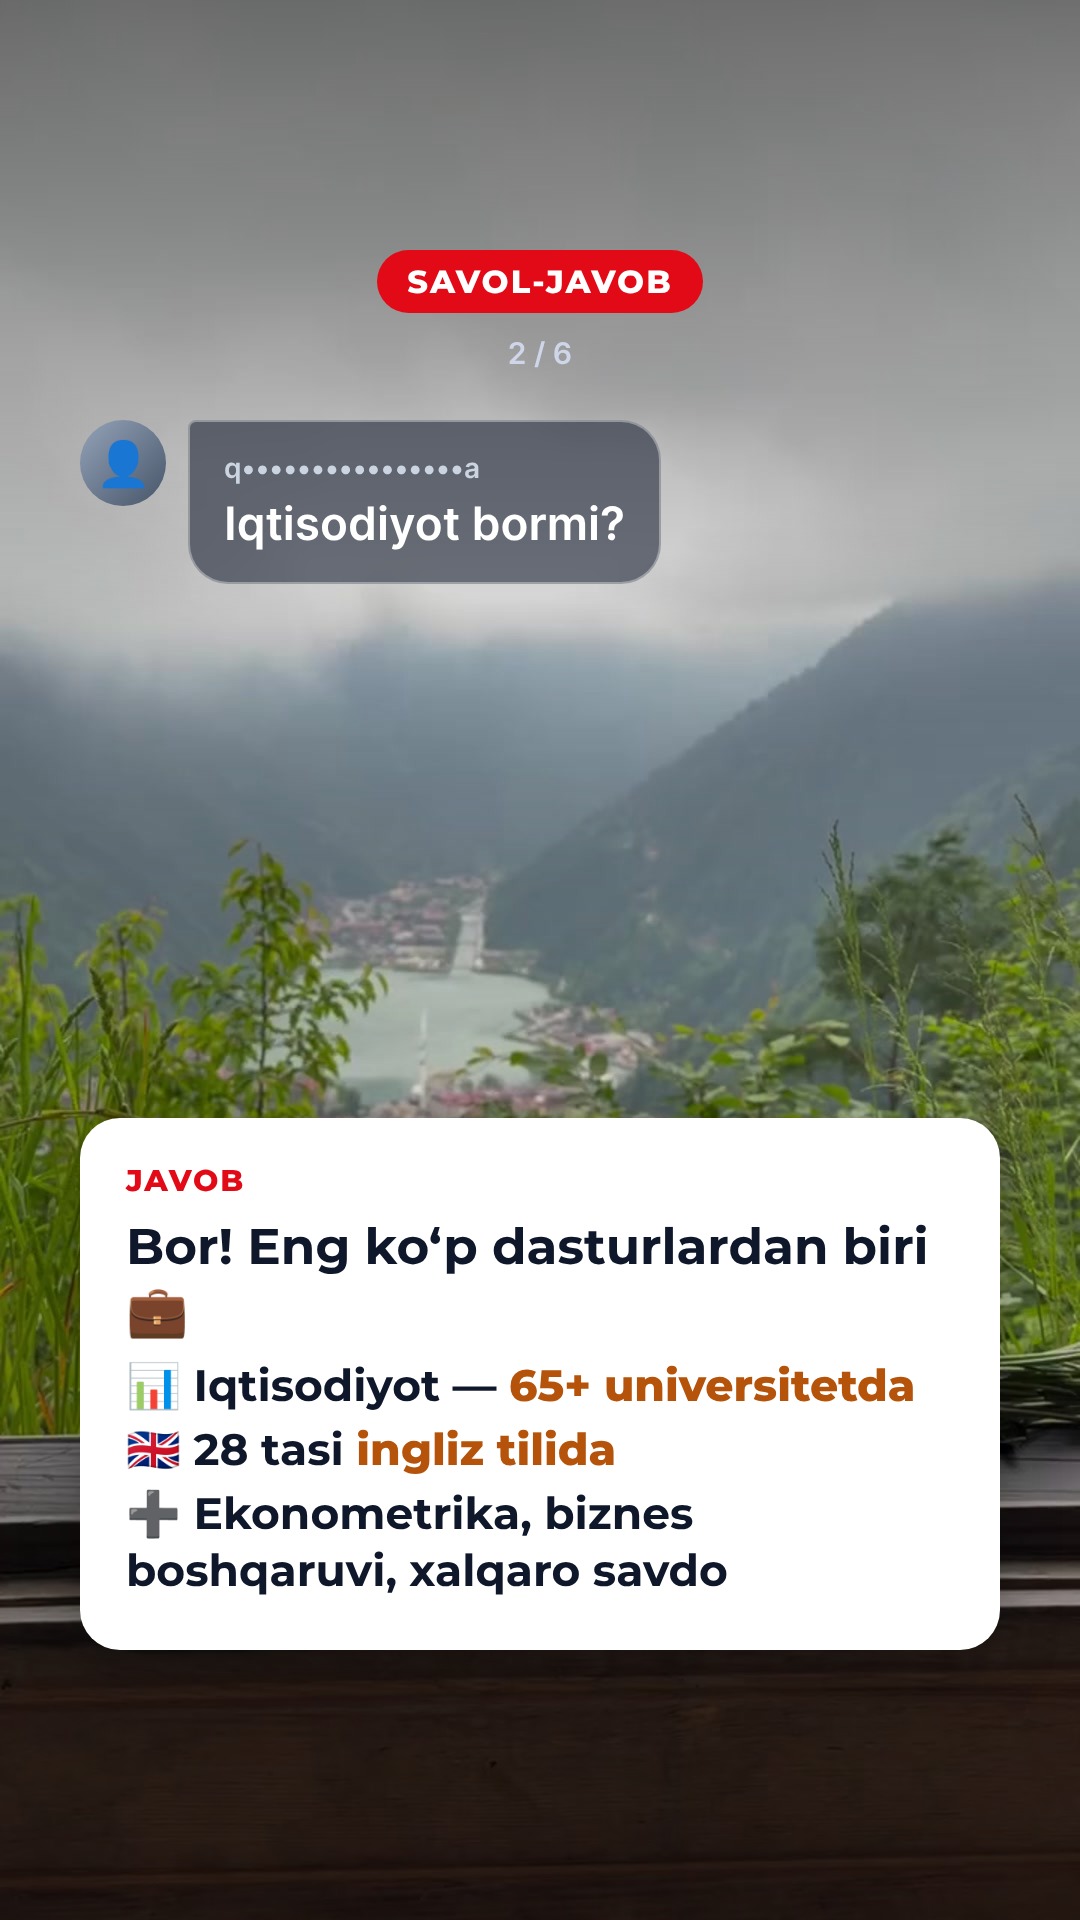 SAVOL-JAVOB
2 / 6
q••••••••••••••••a
Iqtisodiyot bormi?
JAVOB
Bor! Eng ko‘p dasturlardan biri
💼
📊 Iqtisodiyot — 65+ universitetda
🇬🇧 28 tasi ingliz tilida
➕ Ekonometrika, biznes
boshqaruvi, xalqaro savdo